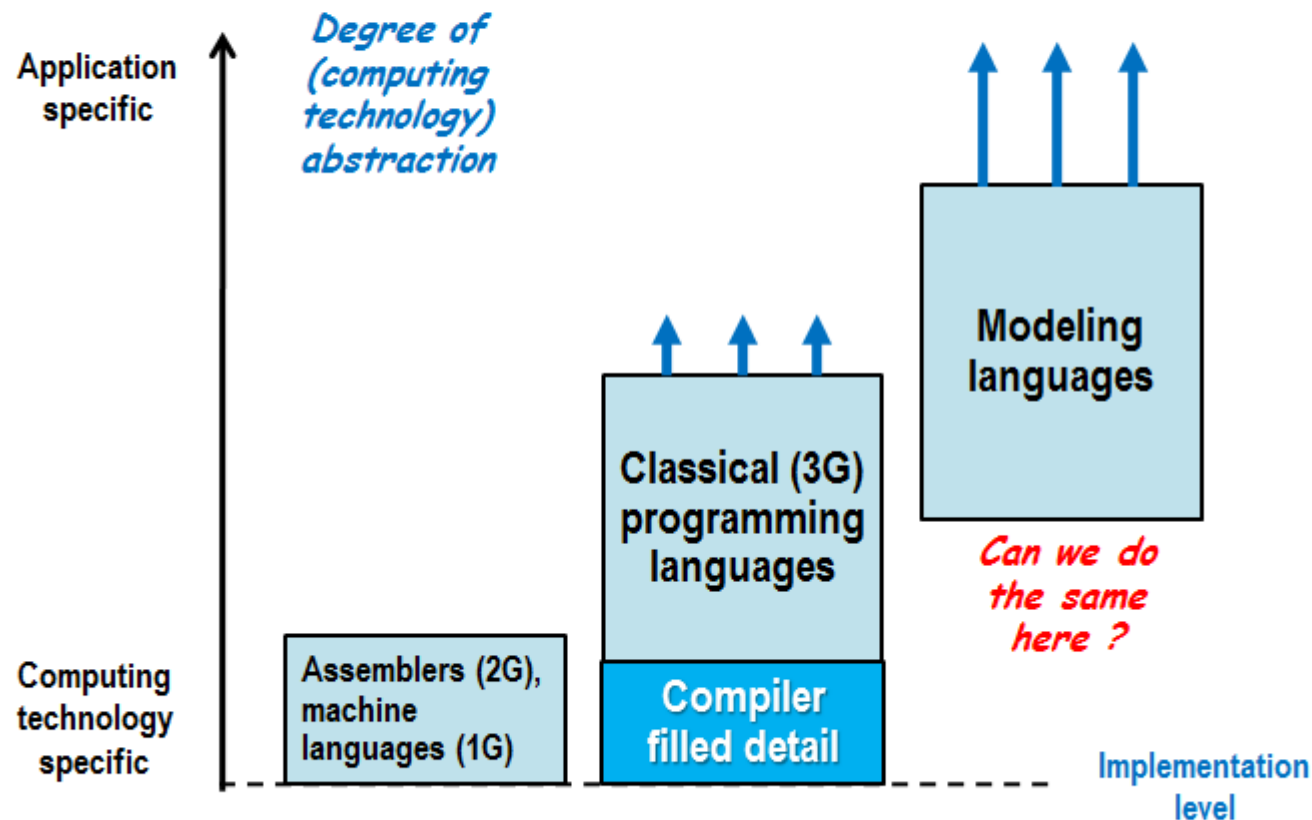 Application
specific
Degree of
(computing
technology)
abstraction
Modeling
languages
Classical (3G)
programming
languages
Can we do
the same
here ?
Computing
technology
specific
Assemblers (2G),
machine
languages (1G)
Compiler
filled detail
Implementation
level